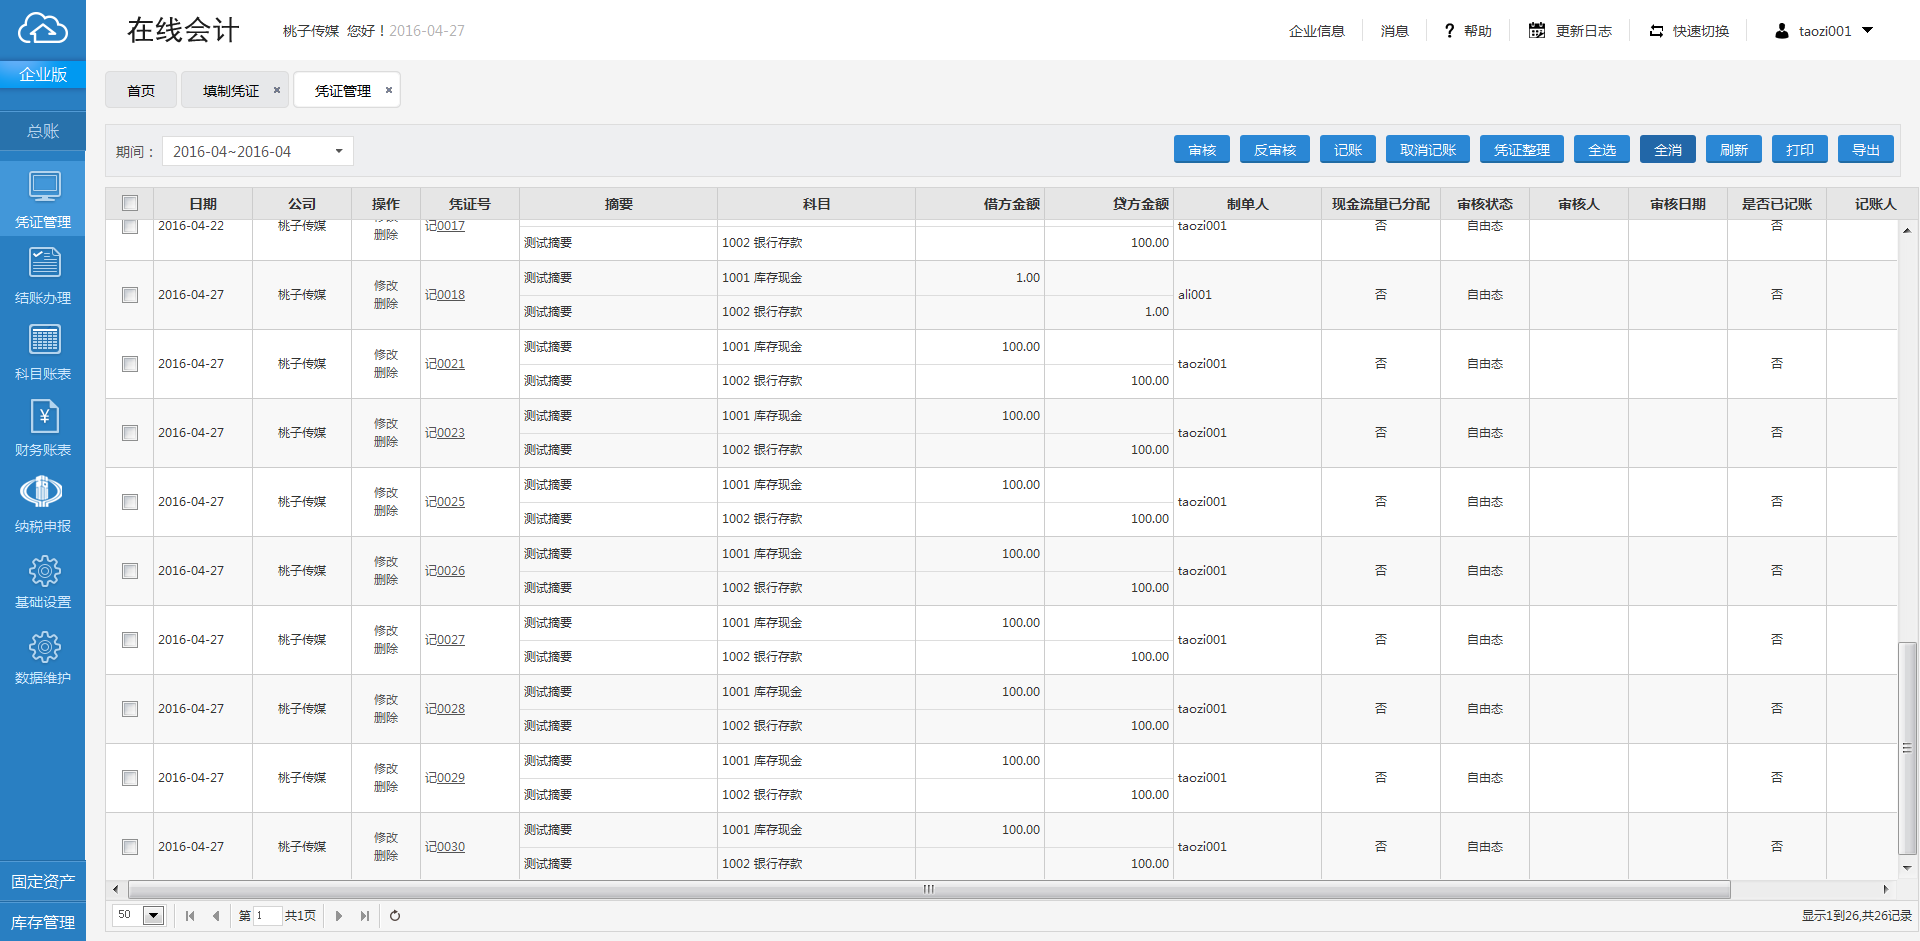 在线会计 桃子传媒 您好！2016-04-27 企业信息 消息 ? 帮助 更新日志 快速切换 taozi001
企业版
总账
凭证管理
结账办理
科目账表
财务账表
纳税申报
基础设置
数据维护
固定资产
库存管理
首页 填制凭证 × 凭证管理 ×
期间： 2016-04~2016-04 审核 反审核 记账 取消记账 凭证整理 全选 全消 刷新 打印 导出
日期 公司 操作 凭证号 摘要 科目 借方金额 贷方金额 制单人 现金流量已分配 审核状态 审核人 审核日期 是否已记账 记账人
2016-04-22 桃子传媒 修改 删除 记0017 taozi001 否 自由态 否
测试摘要 1002 银行存款 100.00
2016-04-27 桃子传媒 修改 删除 记0018 测试摘要 1001 库存现金 1.00 ali001 否 自由态 否
测试摘要 1002 银行存款 1.00
2016-04-27 桃子传媒 修改 删除 记0021 测试摘要 1001 库存现金 100.00 taozi001 否 自由态 否
测试摘要 1002 银行存款 100.00
2016-04-27 桃子传媒 修改 删除 记0023 测试摘要 1001 库存现金 100.00 taozi001 否 自由态 否
测试摘要 1002 银行存款 100.00
2016-04-27 桃子传媒 修改 删除 记0025 测试摘要 1001 库存现金 100.00 taozi001 否 自由态 否
测试摘要 1002 银行存款 100.00
2016-04-27 桃子传媒 修改 删除 记0026 测试摘要 1001 库存现金 100.00 taozi001 否 自由态 否
测试摘要 1002 银行存款 100.00
2016-04-27 桃子传媒 修改 删除 记0027 测试摘要 1001 库存现金 100.00 taozi001 否 自由态 否
测试摘要 1002 银行存款 100.00
2016-04-27 桃子传媒 修改 删除 记0028 测试摘要 1001 库存现金 100.00 taozi001 否 自由态 否
测试摘要 1002 银行存款 100.00
2016-04-27 桃子传媒 修改 删除 记0029 测试摘要 1001 库存现金 100.00 taozi001 否 自由态 否
测试摘要 1002 银行存款 100.00
2016-04-27 桃子传媒 修改 删除 记0030 测试摘要 1001 库存现金 100.00 taozi001 否 自由态 否
测试摘要 1002 银行存款 100.00
50 第 1 共1页 显示1到26,共26记录